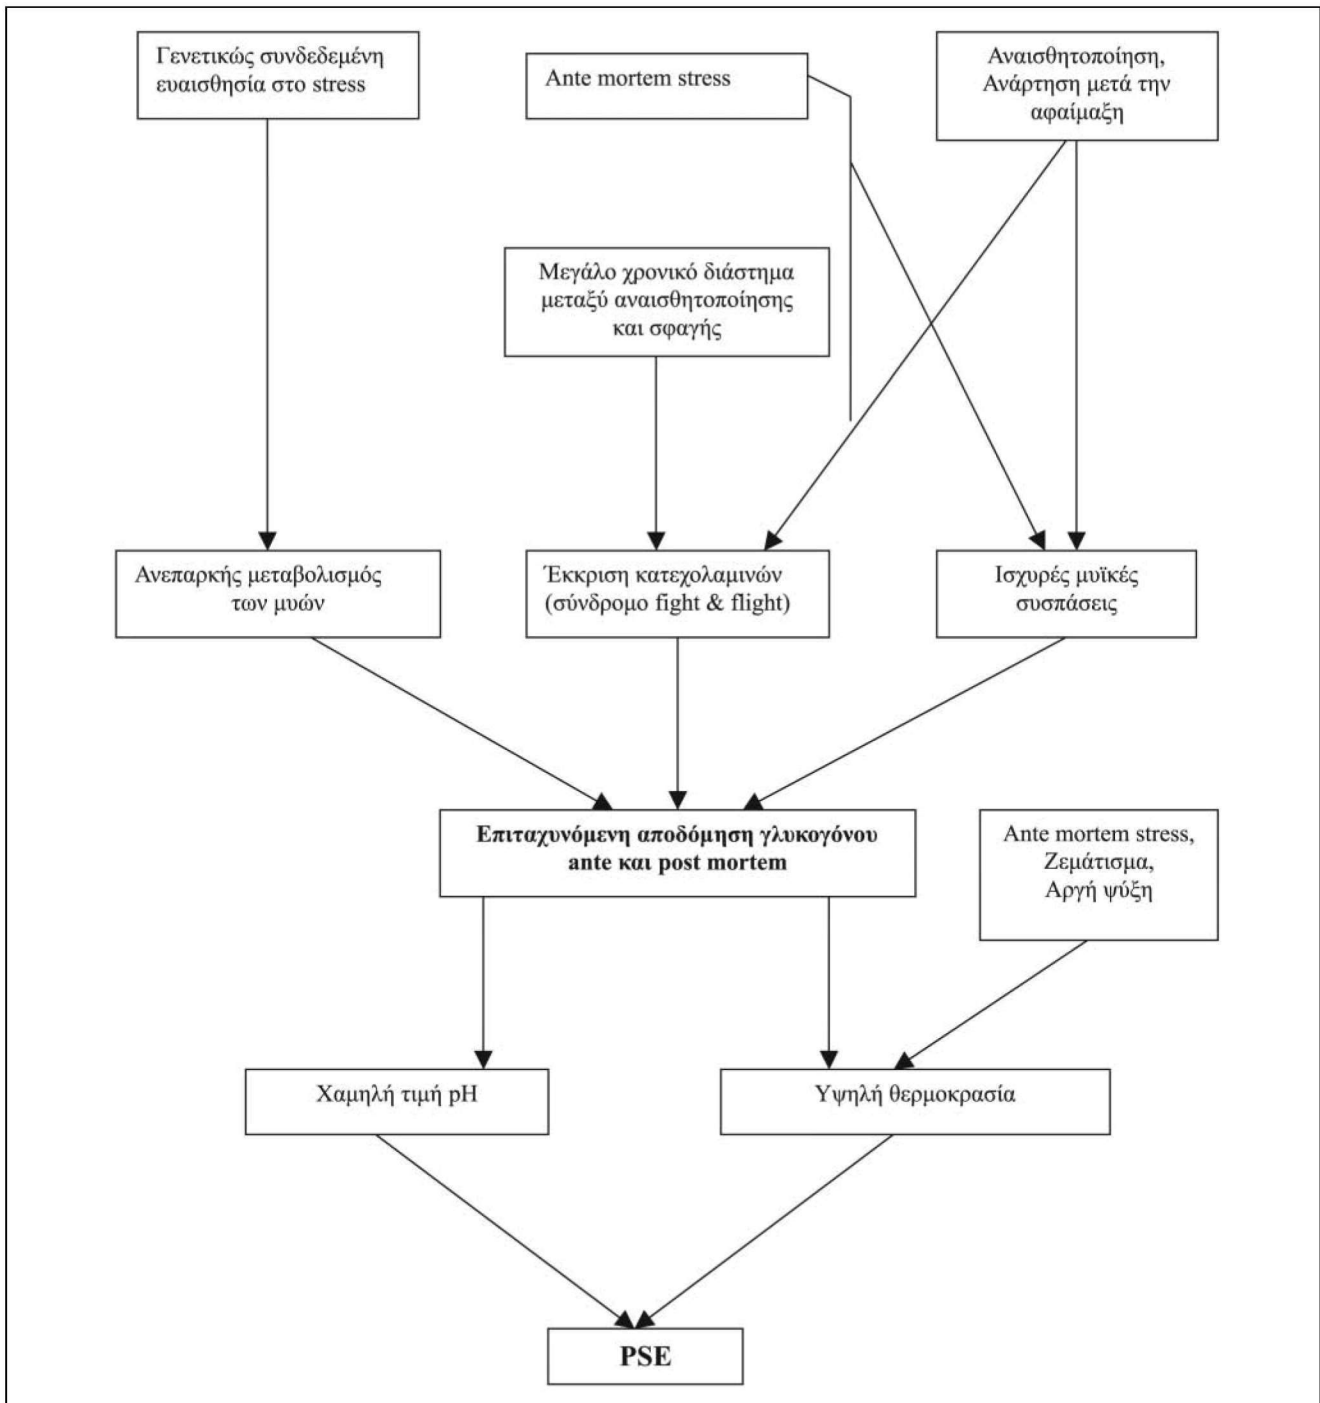 Γενετικώς συνδεδεμένη
ευαισθησία στο stress
Ante mortem stress
Αναισθητοποίηση,
Ανάρτηση μετά την
αφαίμαξη
Μεγάλο χρονικό διάστημα
μεταξύ αναισθητοποίησης
και σφαγής
Ανεπαρκής μεταβολισμός
των μυών
Έκκριση κατεχολαμινών
(σύνδρομο fight & flight)
Ισχυρές μυϊκές
συσπάσεις
Επιταχυνόμενη αποδόμηση γλυκογόνου
ante και post mortem
Ante mortem stress,
Ζεμάτισμα,
Αργή ψύξη
Χαμηλή τιμή pH
Υψηλή θερμοκρασία
PSE